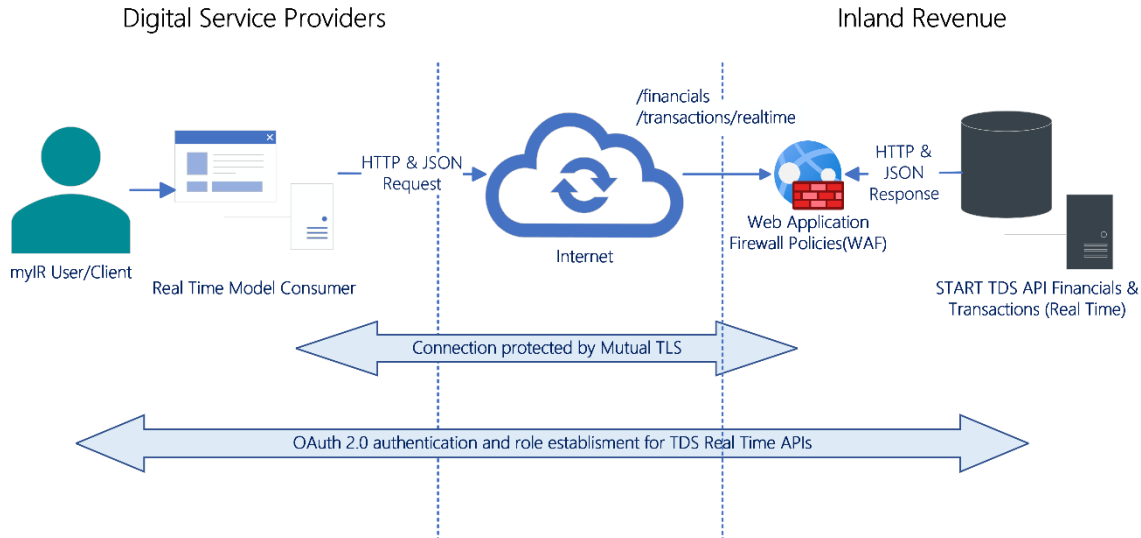 Digital Service Providers
Inland Revenue
/financials
/transactions/realtime
HTTP & JSON
Request
HTTP &
JSON
Response
Web Application
Firewall Policies(WAF)
Internet
myIR User/Client
Real Time Model Consumer
START TDS API Financials &
Transactions (Real Time)
Connection protected by Mutual TLS
OAuth 2.0 authentication and role establisment for TDS Real Time APIs